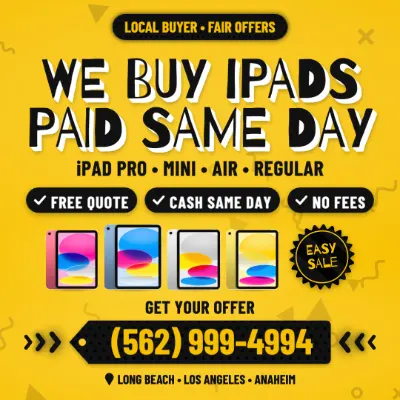 LOCAL BUYER • FAIR OFFERS
WE BUY IPADS
PAID SAME DAY
iPAD PRO • MINI • AIR • REGULAR
FREE QUOTE
CASH SAME DAY
NO FEES
EASY
SALE
GET YOUR OFFER
(562) 999-4994
LONG BEACH • LOS ANGELES • ANAHEIM